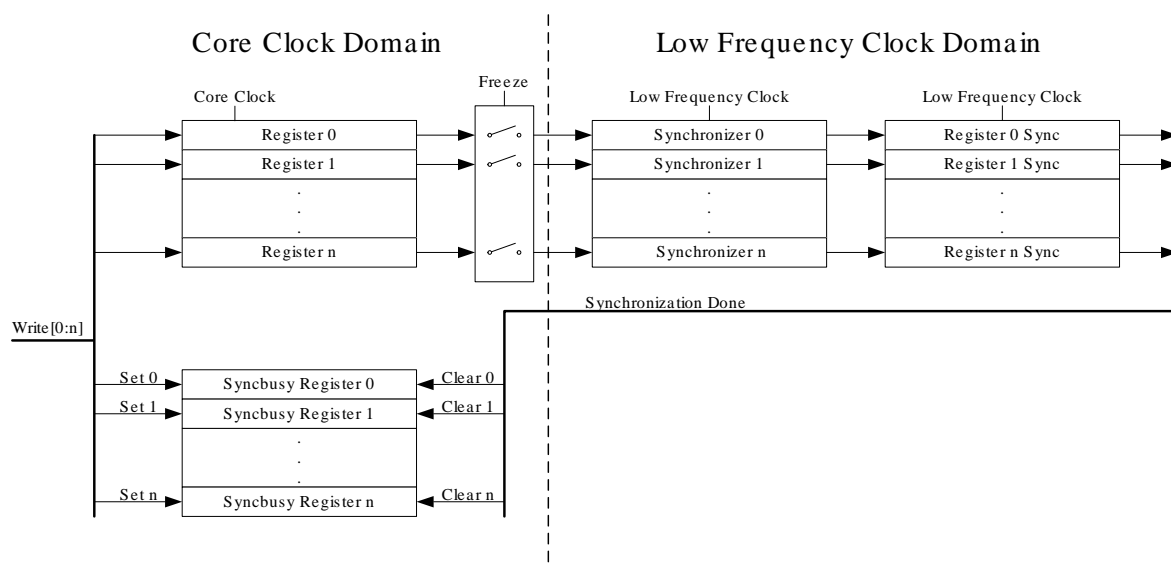 Core Clock Domain
Low Frequency Clock Domain
Freeze
Core Clock
Low Frequency Clock
Low Frequency Clock
Register 0
Synchronizer 0
Register 0 Sync
Register 1
Synchronizer 1
Register 1 Sync
.
.
.
.
.
.
.
.
.
Register n
Synchronizer n
Register n Sync
Synchronization Done
Write[0:n]
Set 0
Syncbusy Register 0
Clear 0
Set 1
Syncbusy Register 1
Clear 1
.
.
.
Set n
Syncbusy Register n
Clear n